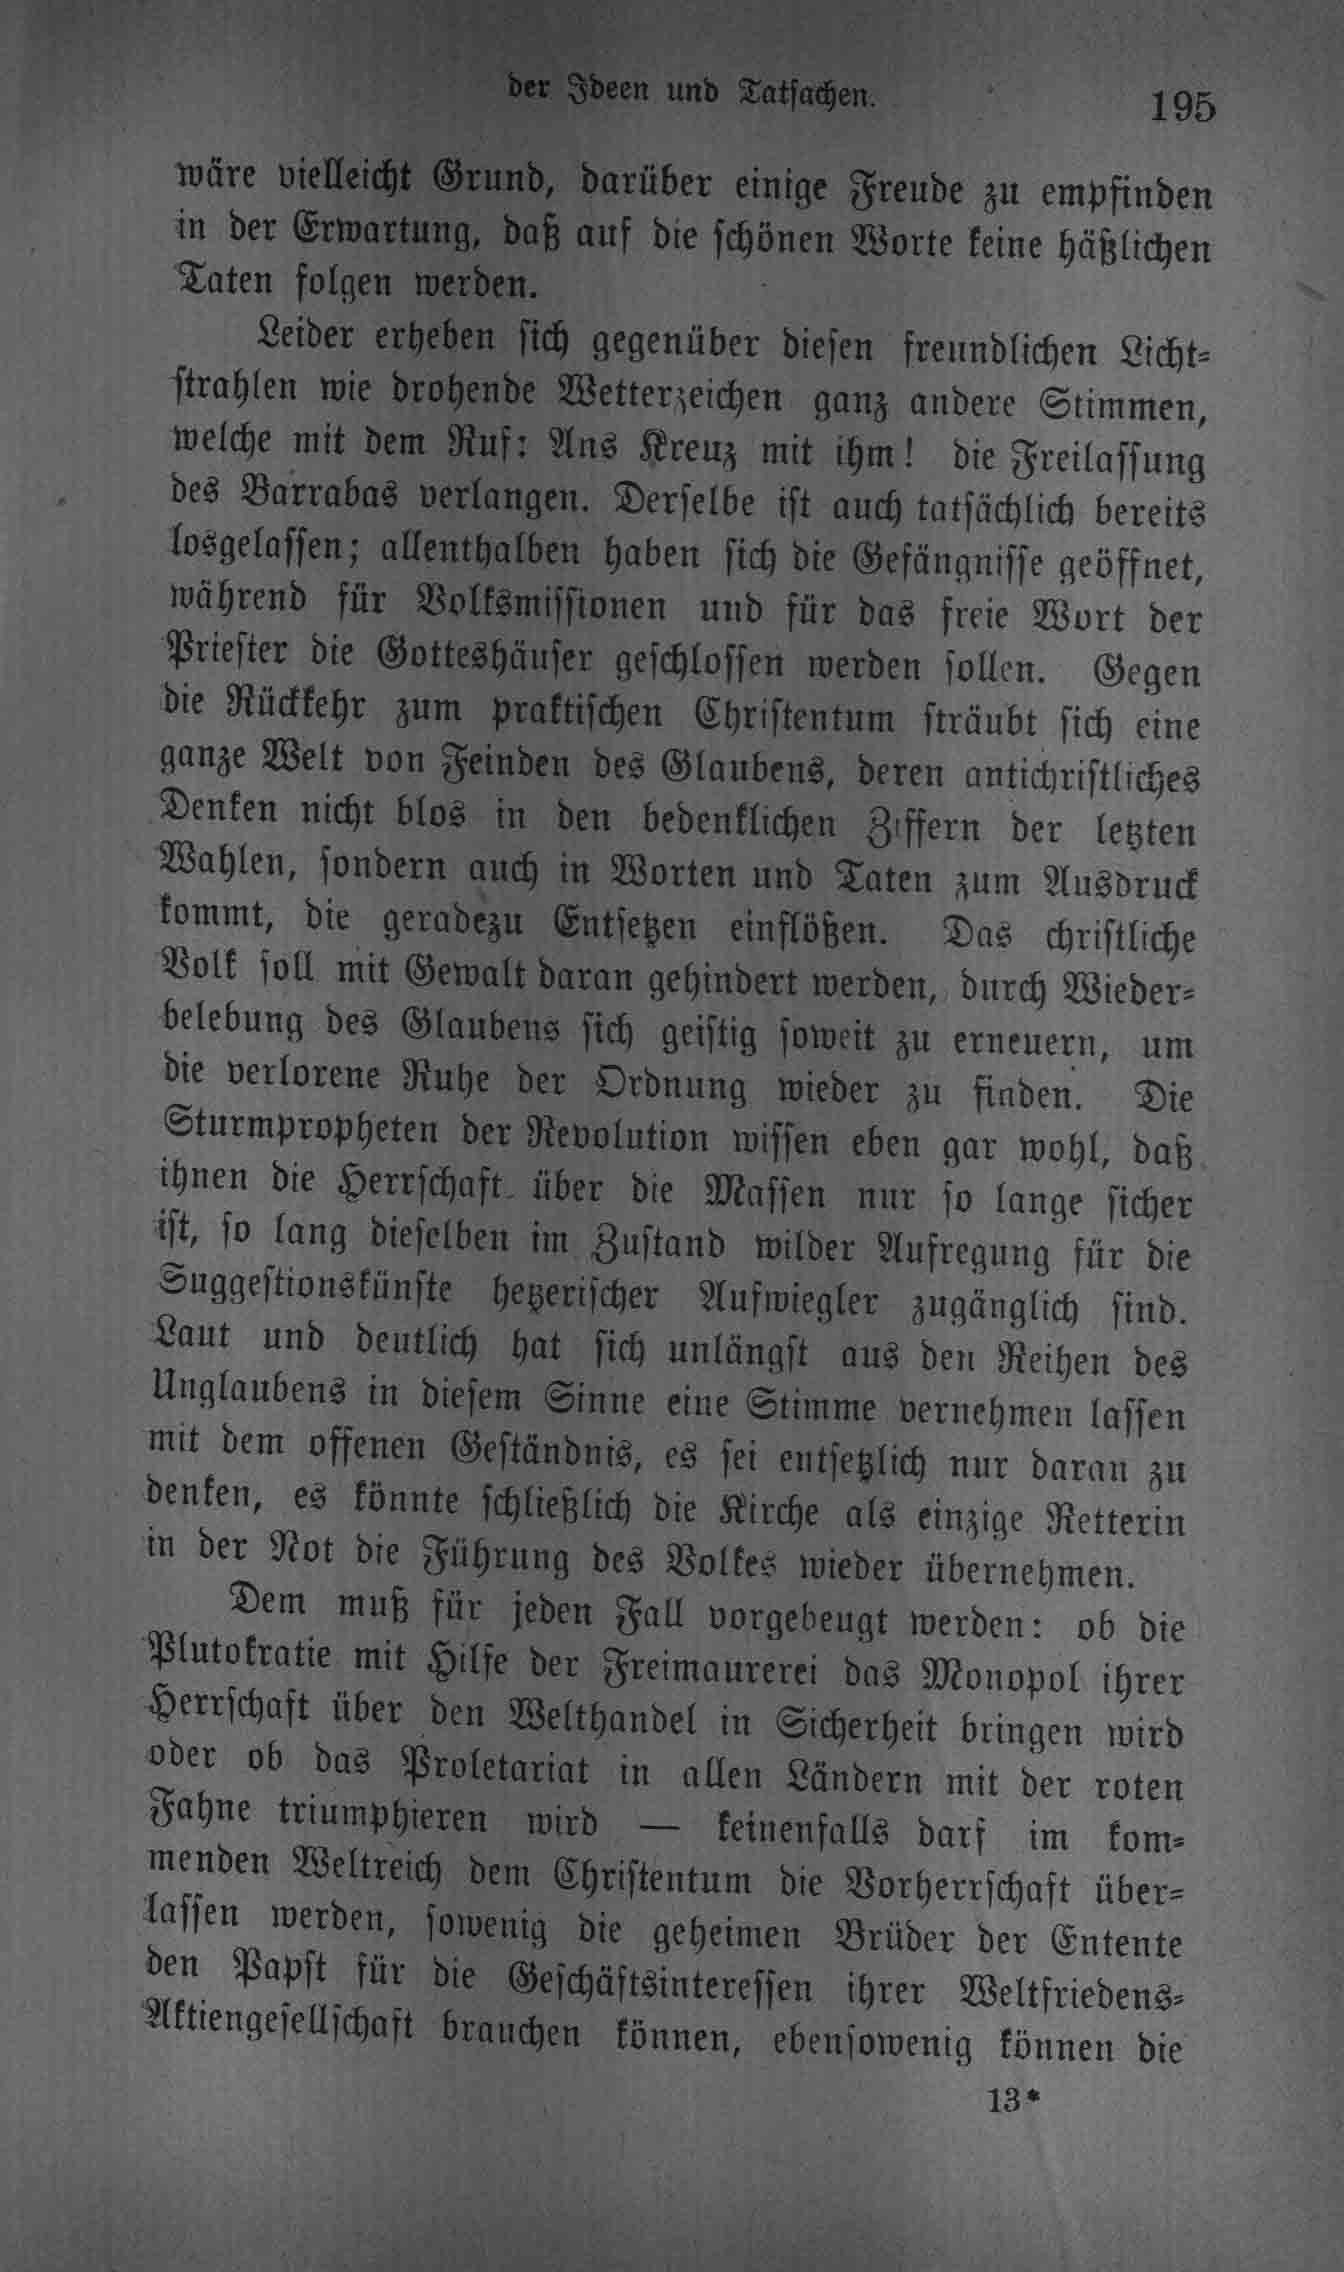 der Ideen und Tatsachen.
195
wäre vielleicht Grund, darüber einige Freude zu empfinden
in der Erwartung, daß auf die schönen Worte keine häßlichen
Taten folgen werden.
Leider erheben sich gegenüber diesen freundlichen Licht-
strahlen wie drohende Wetterzeichen ganz andere Stimmen,
welche mit dem Ruf: Ans Kreuz mit ihm! die Freilassung
des Barrabas verlangen. Derselbe ist auch tatsächlich bereits
losgelassen; allenthalben haben sich die Gefängnisse geöffnet,
während für Volksmissionen und für das freie Wort der
Priester die Gotteshäuser geschlossen werden sollen. Gegen
die Rückkehr zum praktischen Christentum sträubt sich eine
ganze Welt von Feinden des Glaubens, deren antichristliches
Denken nicht blos in den bedenklichen Ziffern der letzten
Wahlen, sondern auch in Worten und Taten zum Ausdruck
kommt, die geradezu Entsetzen einflößen. Das christliche
Volk soll mit Gewalt daran gehindert werden, durch Wieder-
belebung des Glaubens sich geistig soweit zu erneuern, um
die verlorene Ruhe der Ordnung wieder zu finden. Die
Sturmpropheten der Revolution wissen eben gar wohl, daß
ihnen die Herrschaft über die Massen nur so lange sicher
ist, so lang dieselben im Zustand wilder Aufregung für die
Suggestionskünste hetzerischer Aufwiegler zugänglich sind.
Laut und deutlich hat sich unlängst aus den Reihen des
Unglaubens in diesem Sinne eine Stimme vernehmen lassen
mit dem offenen Geständnis, es sei entsetzlich nur daran zu
denken, es könnte schließlich die Kirche als einzige Retterin
in der Not die Führung des Volkes wieder übernehmen.
Dem muß für jeden Fall vorgebeugt werden: ob die
Plutokratie mit Hilfe der Freimaurerei das Monopol ihrer
Herrschaft über den Welthandel in Sicherheit bringen wird
oder ob das Proletariat in allen Ländern mit der roten
Fahne triumphieren wird — keinenfalls darf im kom-
menden Weltreich dem Christentum die Vorherrschaft über-
lassen werden, sowenig die geheimen Brüder der Entente
den Papst für die Geschäftsinteressen ihrer Weltfriedens-
Aktiengesellschaft brauchen können, ebensowenig können die
13*